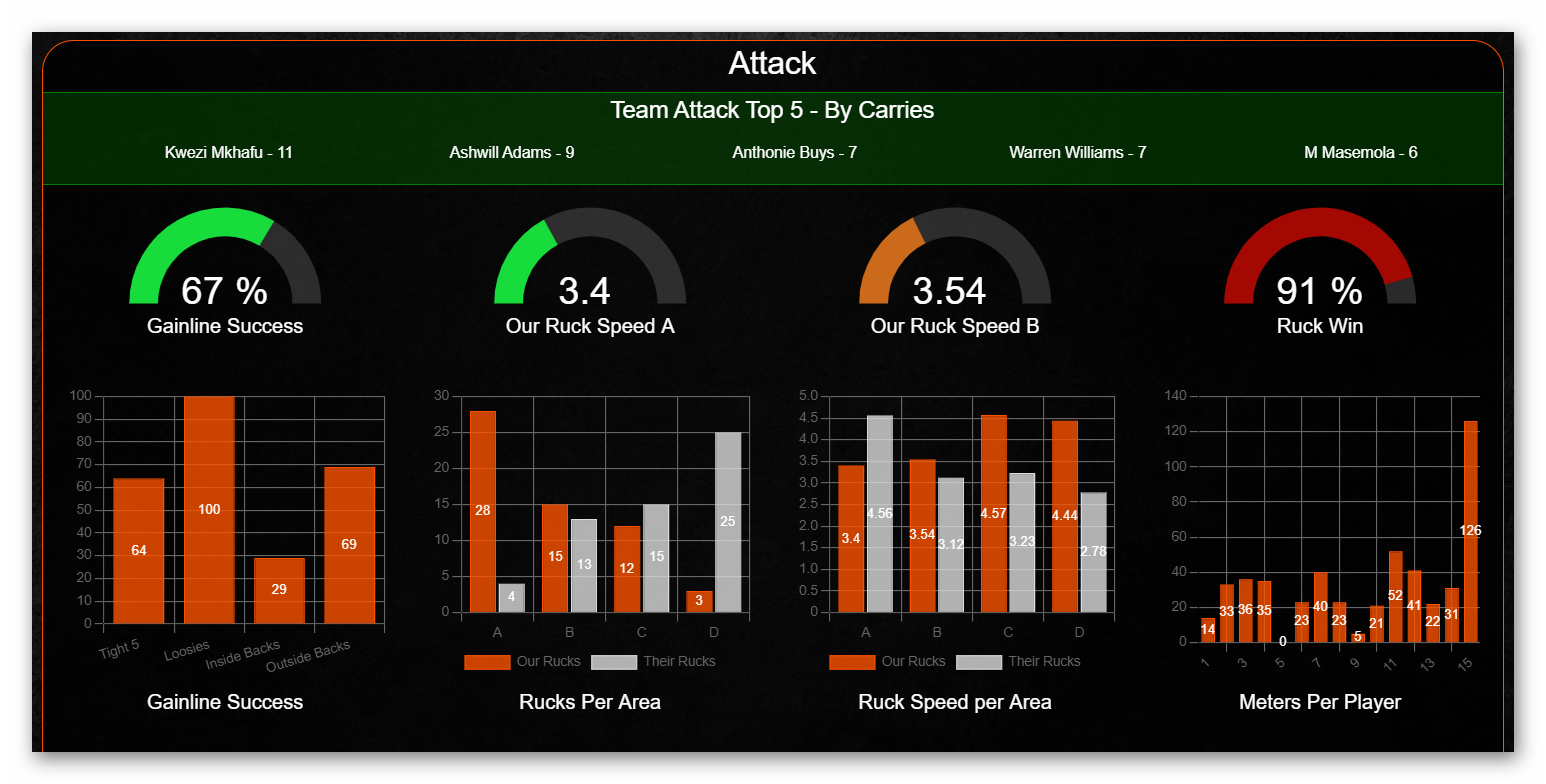 Attack
Team Attack Top 5 - By Carries
Kwezi Mkhafu - 11
Ashwill Adams - 9
Anthonie Buys - 7
Warren Williams - 7
M Masemola - 6
67 %
Gainline Success
3.4
Our Ruck Speed A
3.54
Our Ruck Speed B
91 %
Ruck Win
100
90
80
70
60
50
40
30
20
10
0
64
100
29
69
Tight 5
Loosies
Inside Backs
Outside Backs
Gainline Success
30
25
20
15
10
5
0
28
4
15
13
12
15
3
25
A
B
C
D
Our Rucks
Their Rucks
Rucks Per Area
5.0
4.5
4.0
3.5
3.0
2.5
2.0
1.5
1.0
0.5
0
3.4
4.56
3.54
3.12
4.57
3.23
4.44
2.78
A
B
C
D
Our Rucks
Their Rucks
Ruck Speed per Area
140
120
100
80
60
40
20
0
14
33
36
35
0
23
40
23
5
21
52
41
22
31
126
1
3
5
7
9
11
13
15
Meters Per Player